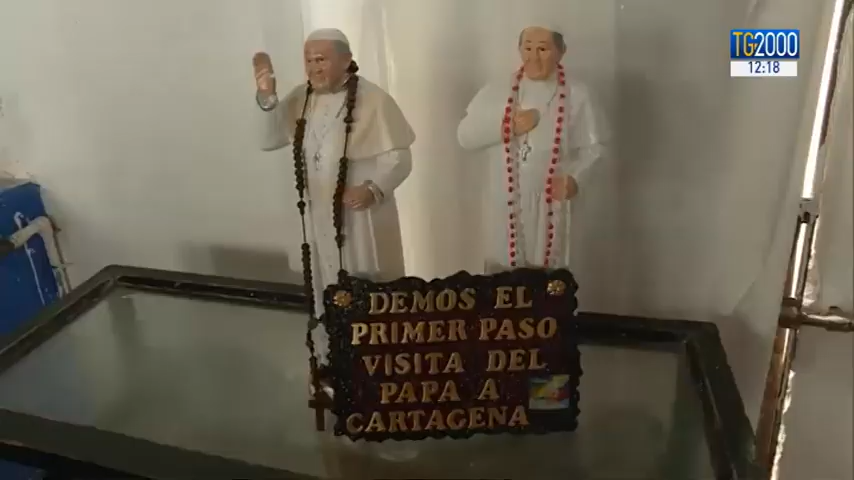 TG2000
12:18
DEMOS EL
PRIMER PASO
VISITA DEL
PAPA A
CARTAGENA